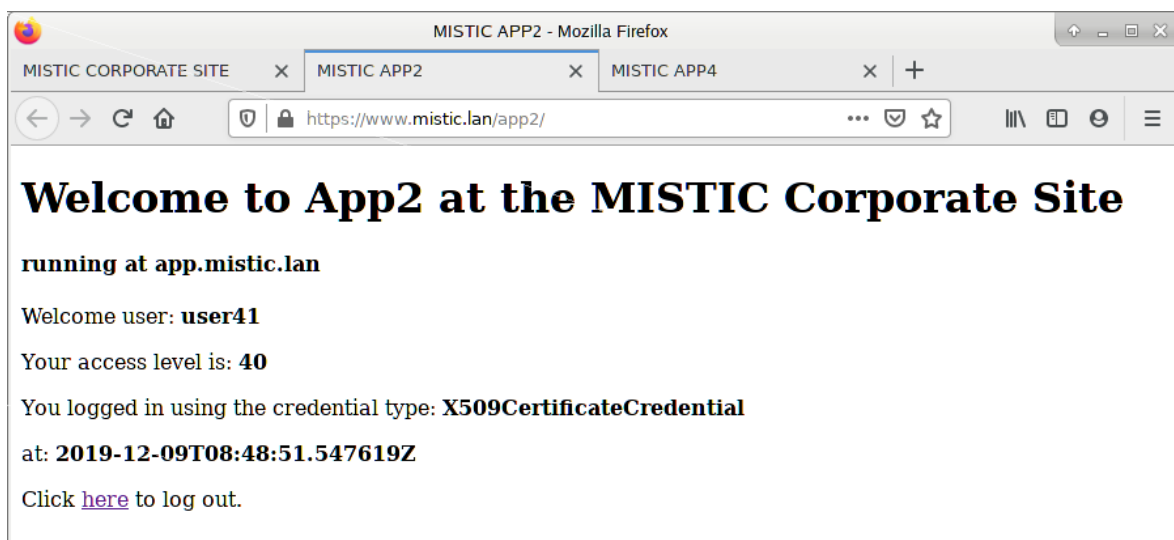 MISTIC APP2 - Mozilla Firefox
MISTIC CORPORATE SITE
MISTIC APP2
MISTIC APP4
https://www.mistic.lan/app2/
Welcome to App2 at the MISTIC Corporate Site
running at app.mistic.lan
Welcome user: user41
Your access level is: 40
You logged in using the credential type: X509CertificateCredential
at: 2019-12-09T08:48:51.547619Z
Click here to log out.